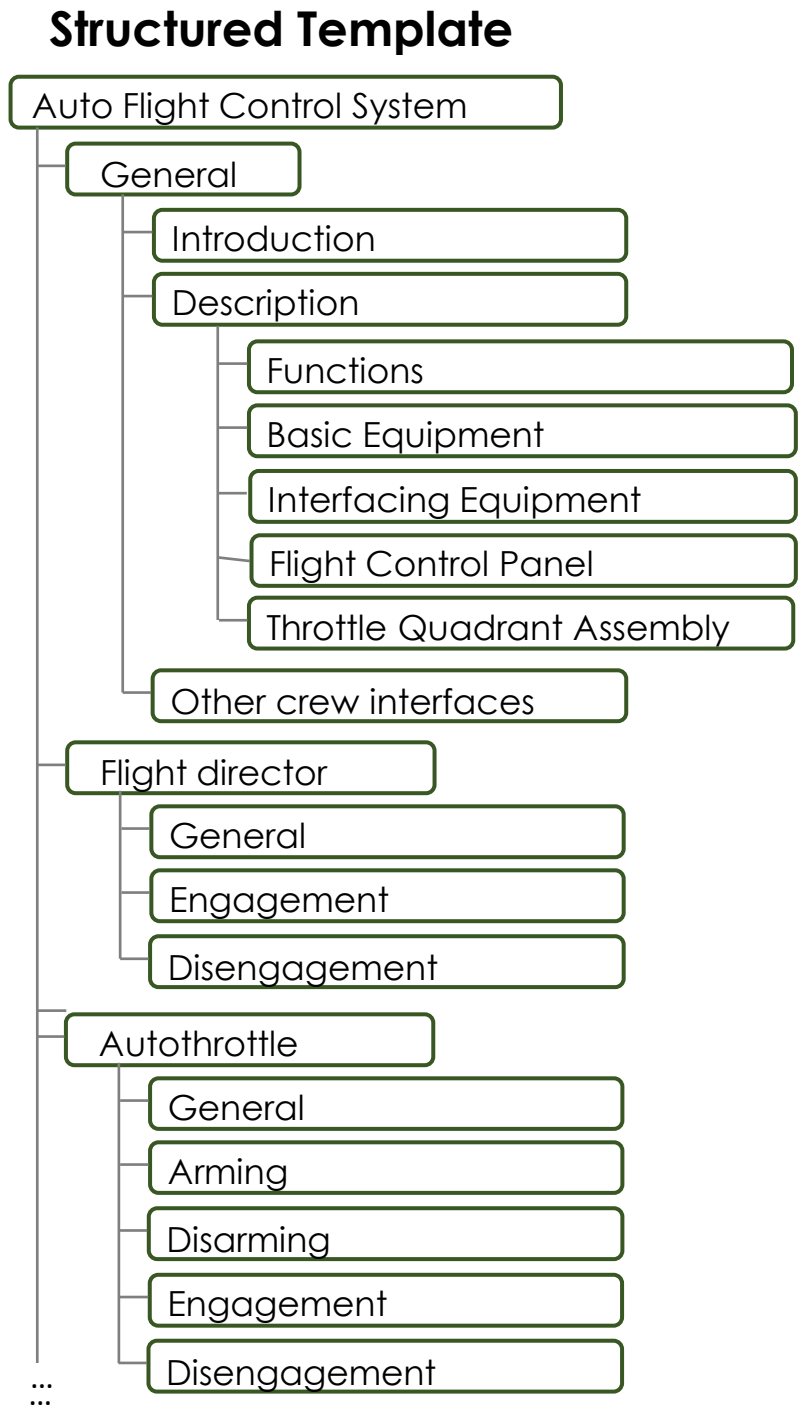 Structured Template
Auto Flight Control System
General
Introduction
Description
Functions
Basic Equipment
Interfacing Equipment
Flight Control Panel
Throttle Quadrant Assembly
Other crew interfaces
Flight director
General
Engagement
Disengagement
Autothrottle
General
Arming
Disarming
Engagement
Disengagement
...
...